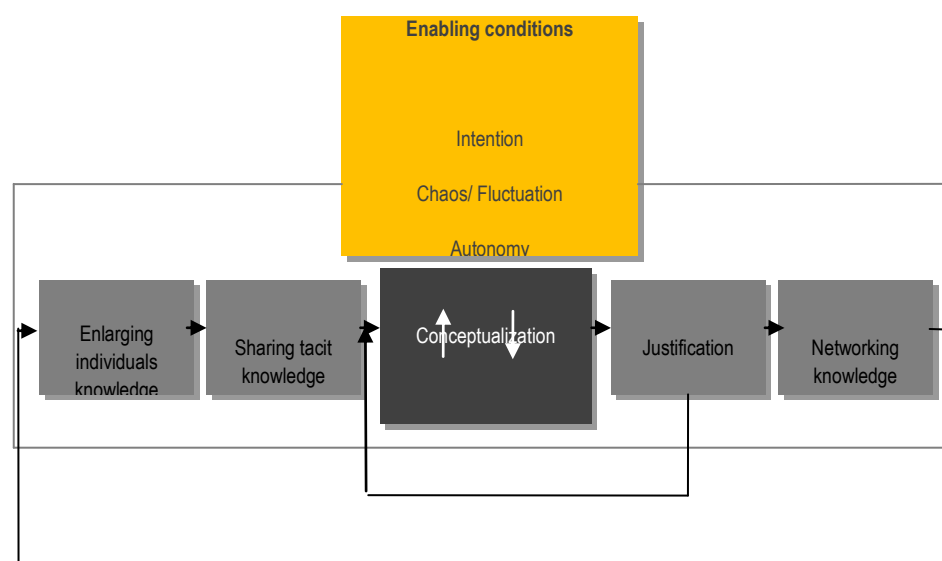 Enabling conditions
Intention
Chaos/ Fluctuation
Autonomy
Enlarging
individuals
knowledge
Sharing tacit
knowledge
Conceptualization
Justification
Networking
knowledge